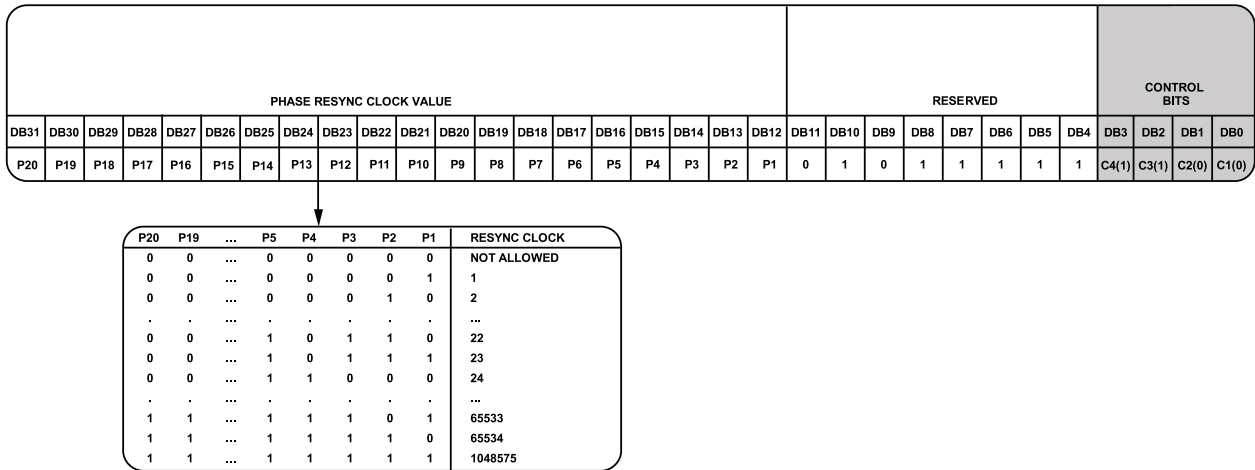 PHASE RESYNC CLOCK VALUE
RESERVED
CONTROL
BITS
DB31 DB30 DB29 DB28 DB27 DB26 DB25 DB24 DB23 DB22 DB21 DB20 DB19 DB18 DB17 DB16 DB15 DB14 DB13 DB12 DB11 DB10 DB9 DB8 DB7 DB6 DB5 DB4 DB3 DB2 DB1 DB0
P20 P19 P18 P17 P16 P15 P14 P13 P12 P11 P10 P9 P8 P7 P6 P5 P4 P3 P2 P1 0 1 0 1 1 1 1 1 C4(1) C3(1) C2(0) C1(0)
P20 P19 ... P5 P4 P3 P2 P1 RESYNC CLOCK
0 0 ... 0 0 0 0 0 NOT ALLOWED
0 0 ... 0 0 0 0 1 1
0 0 ... 0 0 0 1 0 2
. . ... . . . . . ...
0 0 ... 1 0 1 1 0 22
0 0 ... 1 0 1 1 1 23
0 0 ... 1 1 0 0 0 24
. . ... . . . . . ...
1 1 ... 1 1 1 0 1 65533
1 1 ... 1 1 1 1 0 65534
1 1 ... 1 1 1 1 1 1048575